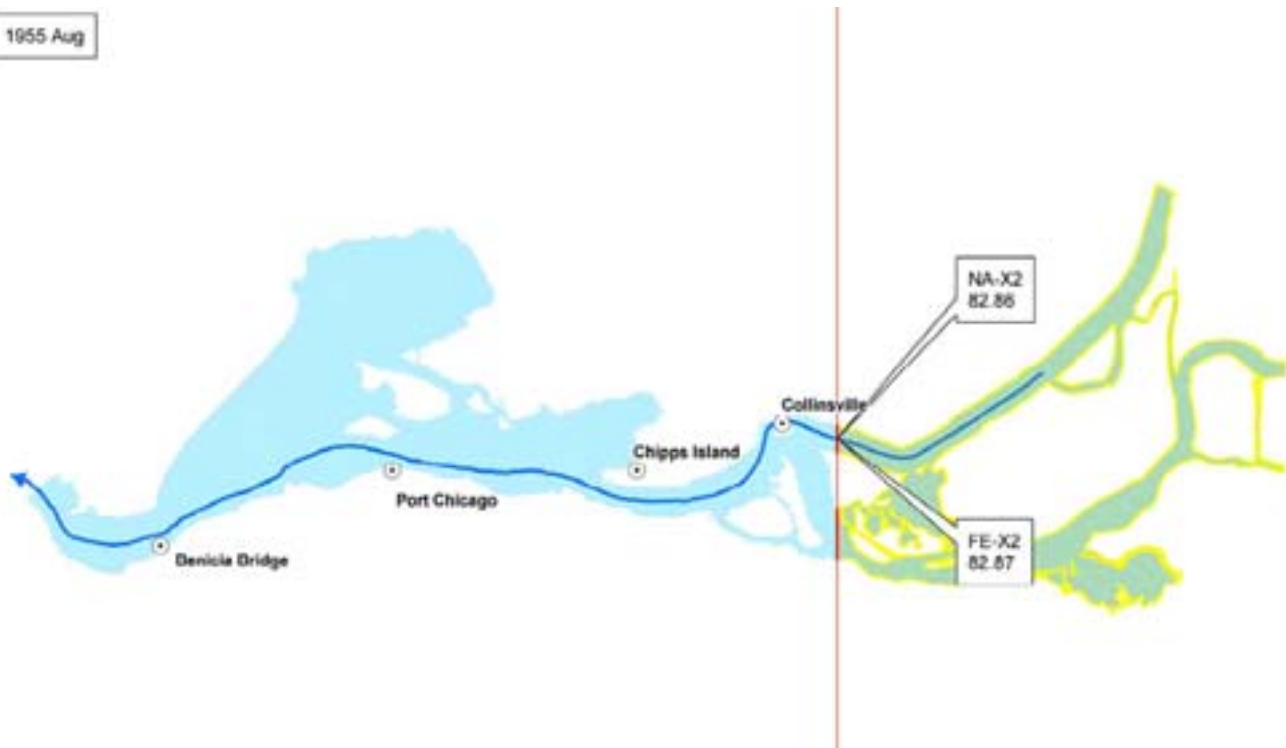 1955 Aug
NA-X2
82.86
Collinsville
Chipps Island
Port Chicago
Benicia Bridge
FE-X2
82.87